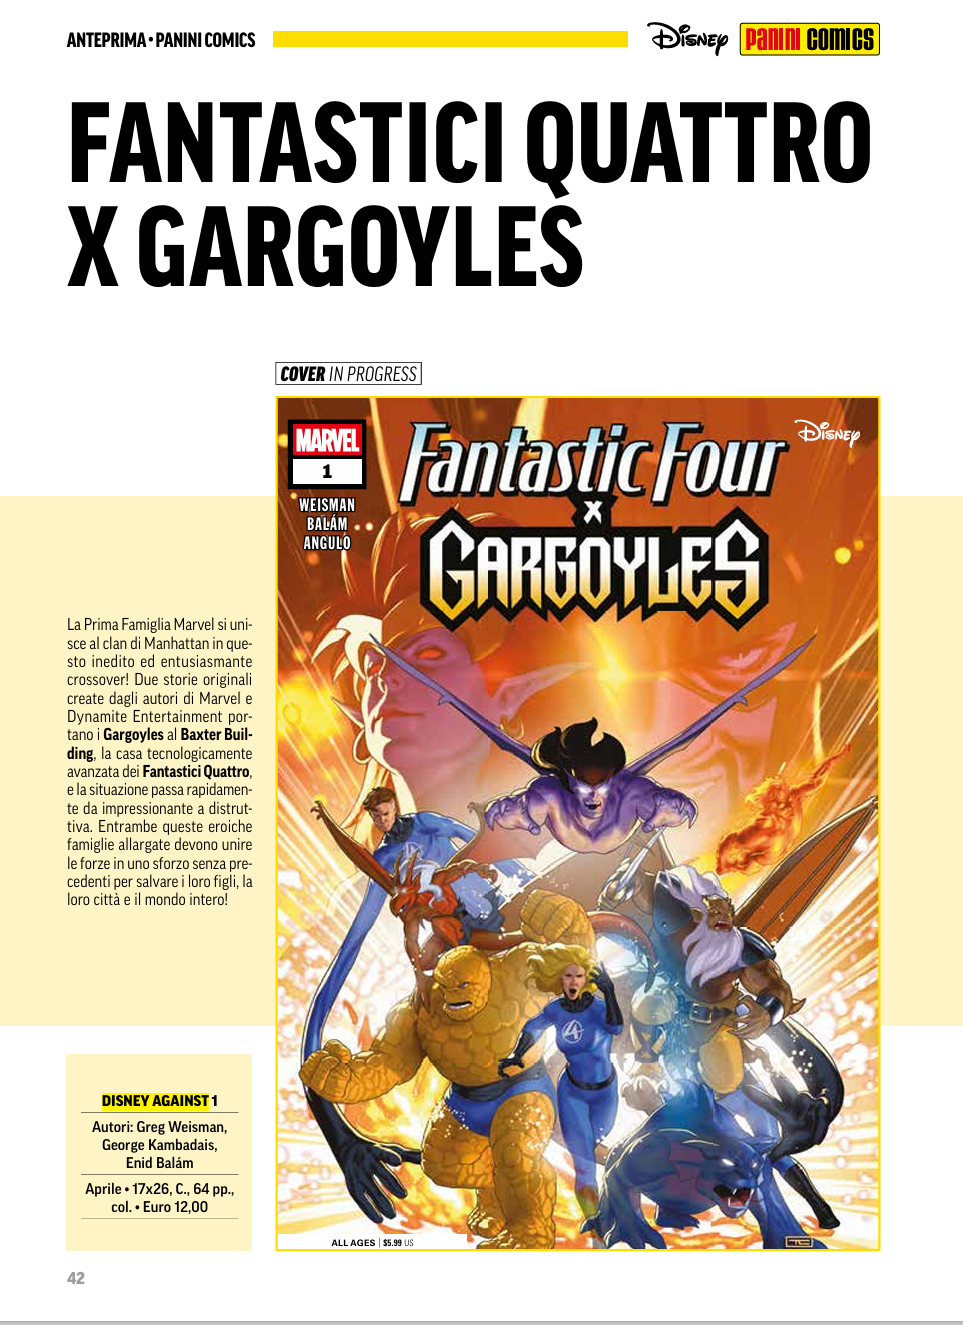 ANTEPRIMA • PANINI COMICS
Disney
PANINI COMICS
FANTASTICI QUATTRO
X GARGOYLES
COVER IN PROGRESS
MARVEL
1
WEISMAN
BALÁM
ANGULO
Fantastic Four
X
GARGOYLES
Disney
La Prima Famiglia Marvel si uni-
sce al clan di Manhattan in que-
sto inedito ed entusiasmante
crossover! Due storie originali
create dagli autori di Marvel e
Dynamite Entertainment por-
tano i Gargoyles al Baxter Buil-
ding, la casa tecnologicamente
avanzata dei Fantastici Quattro,
e la situazione passa rapidamen-
te da impressionante a distrut-
tiva. Entrambe queste eroiche
famiglie allargate devono unire
le forze in uno sforzo senza pre-
cedenti per salvare i loro figli, la
loro città e il mondo intero!
DISNEY AGAINST 1
Autori: Greg Weisman,
George Kambadais,
Enid Balám
Aprile • 17x26, C., 64 pp.,
col. • Euro 12,00
ALL AGES | $5.99 US
TC
42